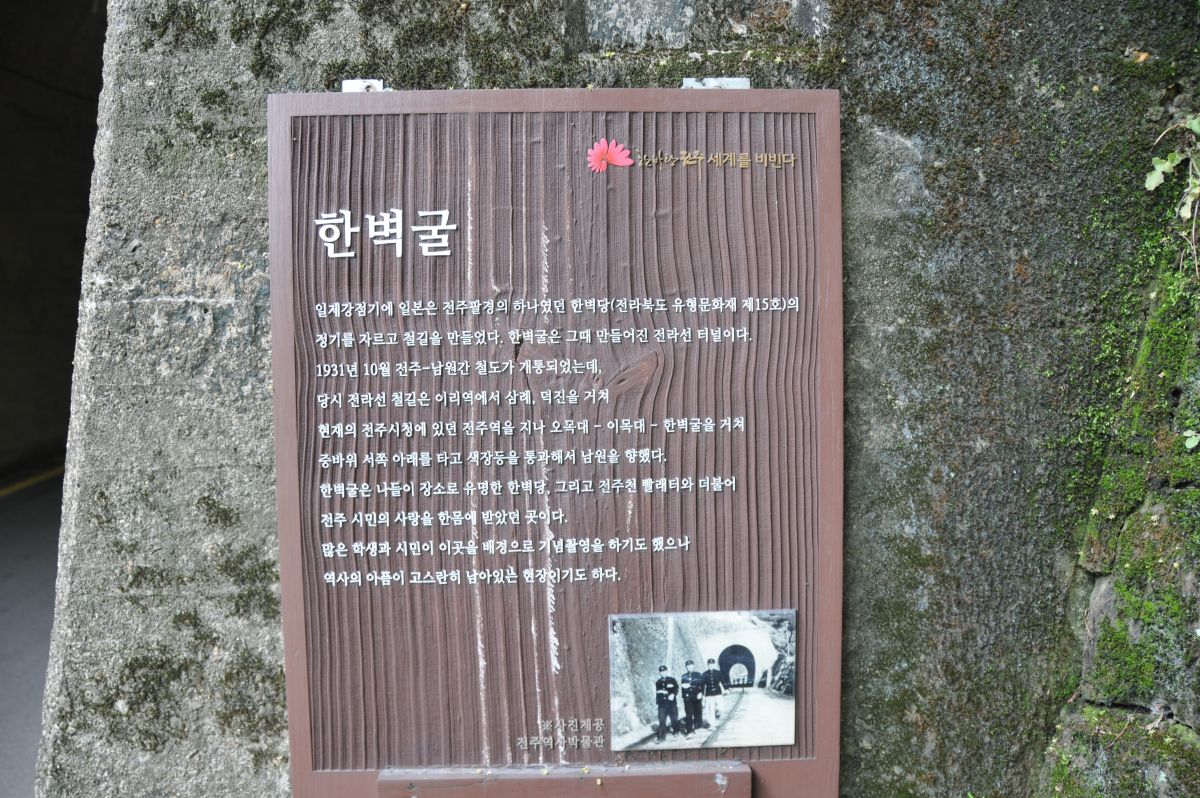 한바탕 전주 세계를 비빈다
한벽굴
일제강점기에 일본은 전주팔경의 하나였던 한벽당(전라북도 유형문화재 제15호)의
정기를 자르고 철길을 만들었다. 한벽굴은 그때 만들어진 전라선 터널이다.
1931년 10월 전주-남원간 철도가 개통되었는데,
당시 전라선 철길은 이리역에서 삼례, 덕진을 거쳐
현재의 전주시청에 있던 전주역을 지나 오목대 - 이목대 - 한벽굴을 거쳐
중바위 서쪽 아래를 타고 색장동을 통과해서 남원을 향했다.
한벽굴은 나들이 장소로 유명한 한벽당, 그리고 전주천 빨래터와 더불어
전주 시민의 사랑을 한몸에 받았던 곳이다.
많은 학생과 시민이 이곳을 배경으로 기념촬영을 하기도 했으나
역사의 아픔이 고스란히 남아있는 현장이기도 하다.
※사진제공
전주역사박물관